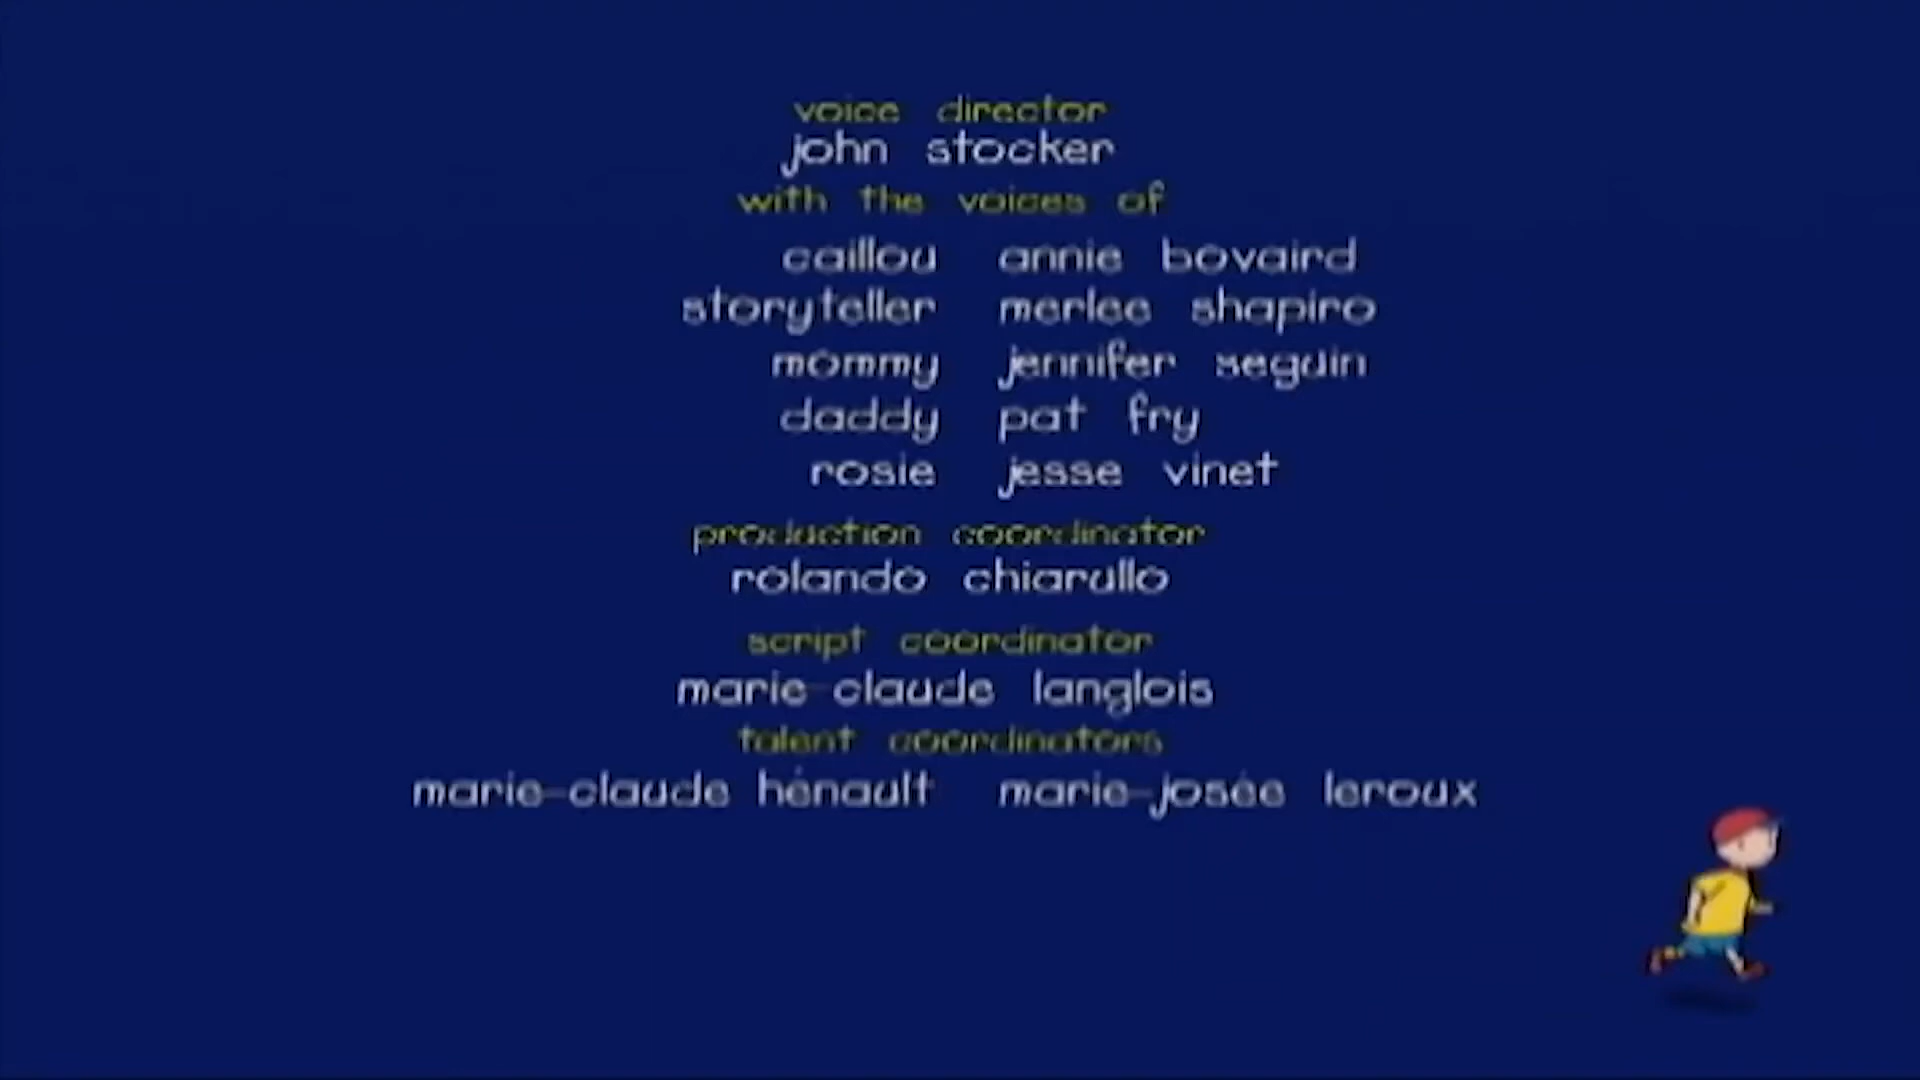 voice director
john stocker
with the voices of
caillou annie bovaird
storyteller merlee shapiro
mommy jennifer seguin
daddy pat fry
rosie jesse vinet
production coordinator
rolando chiarullo
script coordinator
marie-claude langlois
talent coordinators
marie-claude hénault marie-josée leroux